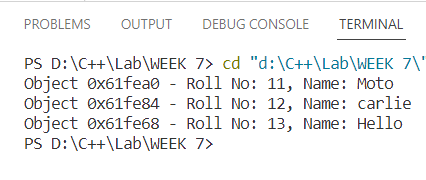 PROBLEMS OUTPUT DEBUG CONSOLE TERMINAL
PS D:\C++\Lab\WEEK 7> cd "d:\C++\Lab\WEEK 7\"
Object 0x61fea0 - Roll No: 11, Name: Moto
Object 0x61fe84 - Roll No: 12, Name: carlie
Object 0x61fe68 - Roll No: 13, Name: Hello
PS D:\C++\Lab\WEEK 7>